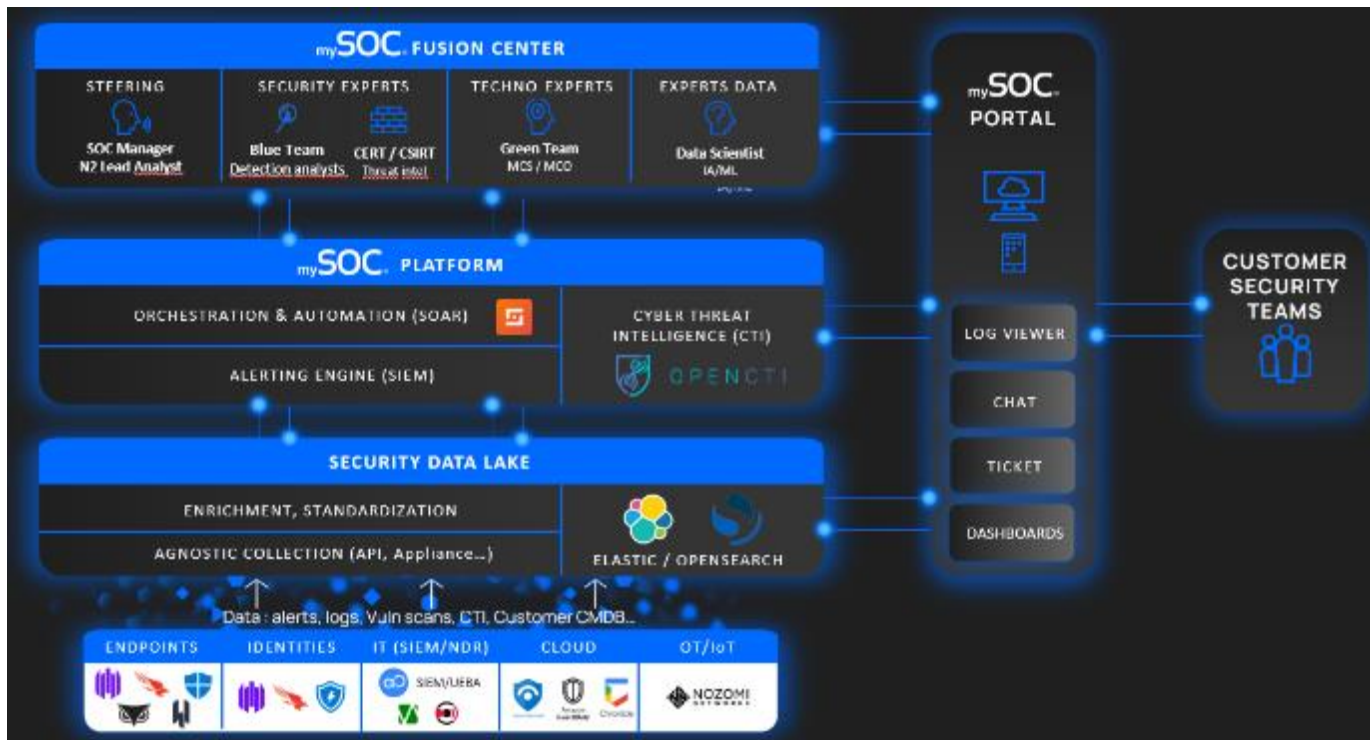 mySOC. FUSION CENTER
STEERING
SOC Manager
N2 Lead Analyst
SECURITY EXPERTS
Blue Team
Detection analysts
CERT / CSIRT
Threat intel
TECHNO EXPERTS
Green Team
MCS / MCO
EXPERTS DATA
Data Scientist
IA/ML
mySOC. PLATFORM
ORCHESTRATION & AUTOMATION (SOAR)
ALERTING ENGINE (SIEM)
CYBER THREAT
INTELLIGENCE (CTI)
OPENCTI
SECURITY DATA LAKE
ENRICHMENT, STANDARDIZATION
AGNOSTIC COLLECTION (API, Appliance...)
ELASTIC / OPENSEARCH
Data : alerts, logs, Vuln scans, CTI, Customer CMDB...
ENDPOINTS
IDENTITIES
IT (SIEM/NDR)
SIEM/UEBA
CLOUD
Chronicle
OT/IoT
NOZOMI
NETWORKS
mySOC.
PORTAL
LOG VIEWER
CHAT
TICKET
DASHBOARDS
CUSTOMER
SECURITY
TEAMS